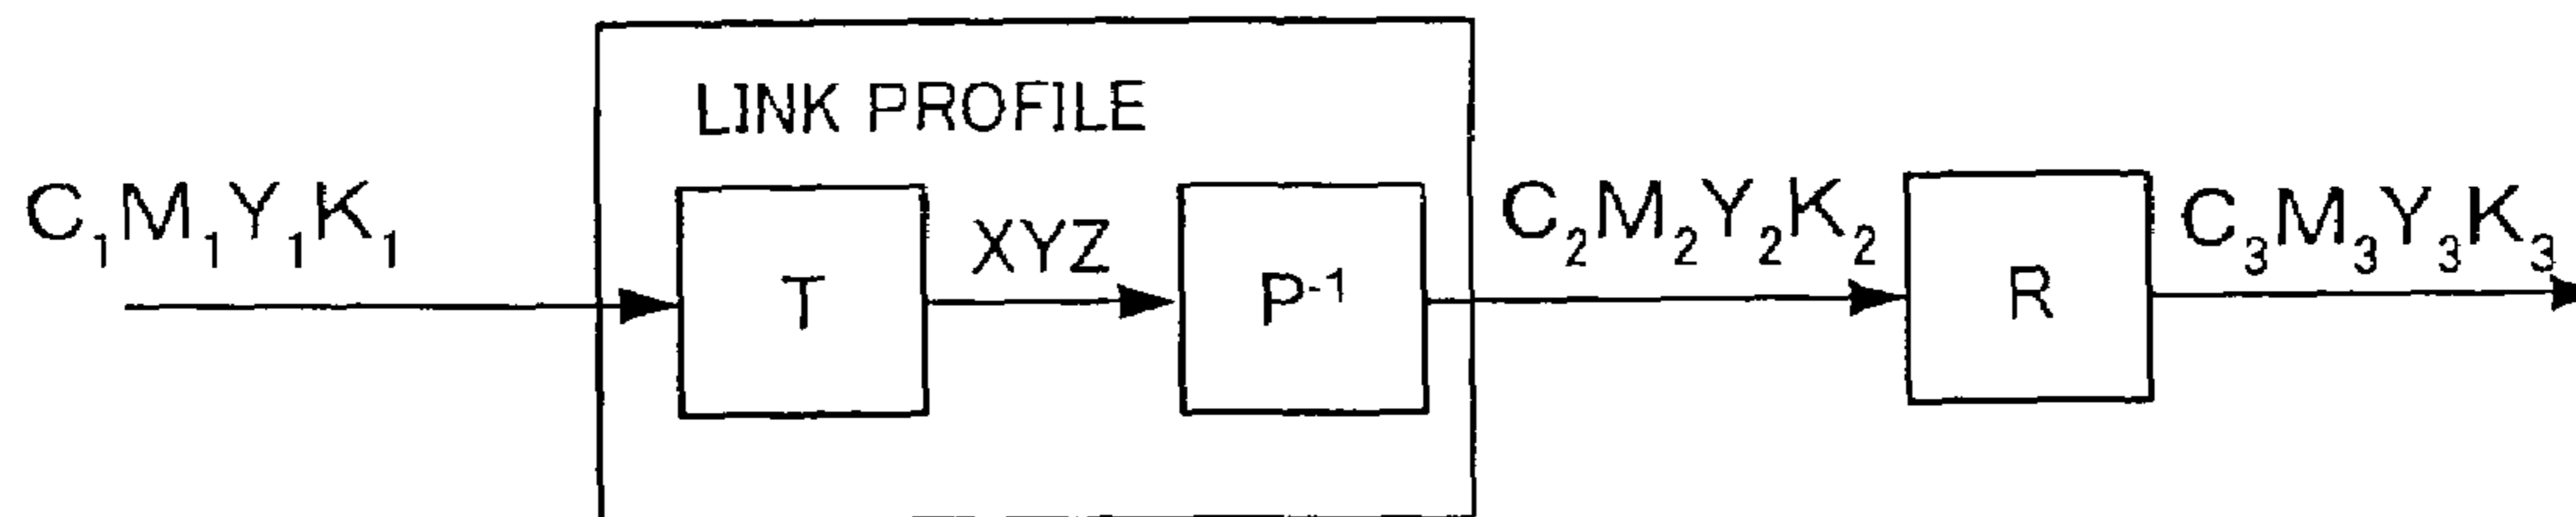 LINK PROFILE
C₁M₁Y₁K₁
T
XYZ
P⁻¹
C₂M₂Y₂K₂
R
C₃M₃Y₃K₃